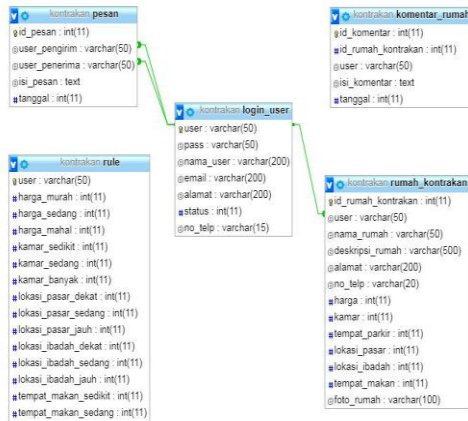 kontrakan pesan
id_pesan : int(11)
user_pengirim : varchar(50)
user_penerima : varchar(50)
isi_pesan : text
tanggal : int(11)
kontrakan komentar_rumah
id_komentar : int(11)
id_rumah_kontrakan : int(11)
user : varchar(50)
isi_komentar : text
tanggal : int(11)
kontrakan login_user
user : varchar(50)
pass : varchar(50)
nama_user : varchar(200)
email : varchar(200)
alamat : varchar(200)
status : int(11)
no_telp : varchar(15)
kontrakan rule
user : varchar(50)
harga_murah : int(11)
harga_sedang : int(11)
harga_mahal : int(11)
kamar_sedikit : int(11)
kamar_sedang : int(11)
kamar_banyak : int(11)
lokasi_pasar_dekat : int(11)
lokasi_pasar_sedang : int(11)
lokasi_pasar_jauh : int(11)
lokasi_ibadah_dekat : int(11)
lokasi_ibadah_sedang : int(11)
lokasi_ibadah_jauh : int(11)
tempat_makan_sedikit : int(11)
tempat_makan_sedang : int(11)
kontrakan rumah_kontrakan
id_rumah_kontrakan : int(11)
user : varchar(50)
nama_rumah : varchar(50)
deskripsi_rumah : varchar(500)
alamat : varchar(200)
no_telp : varchar(20)
harga : int(11)
kamar : int(11)
tempat_parkir : int(11)
lokasi_pasar : int(11)
lokasi_ibadah : int(11)
tempat_makan : int(11)
foto_rumah : varchar(100)